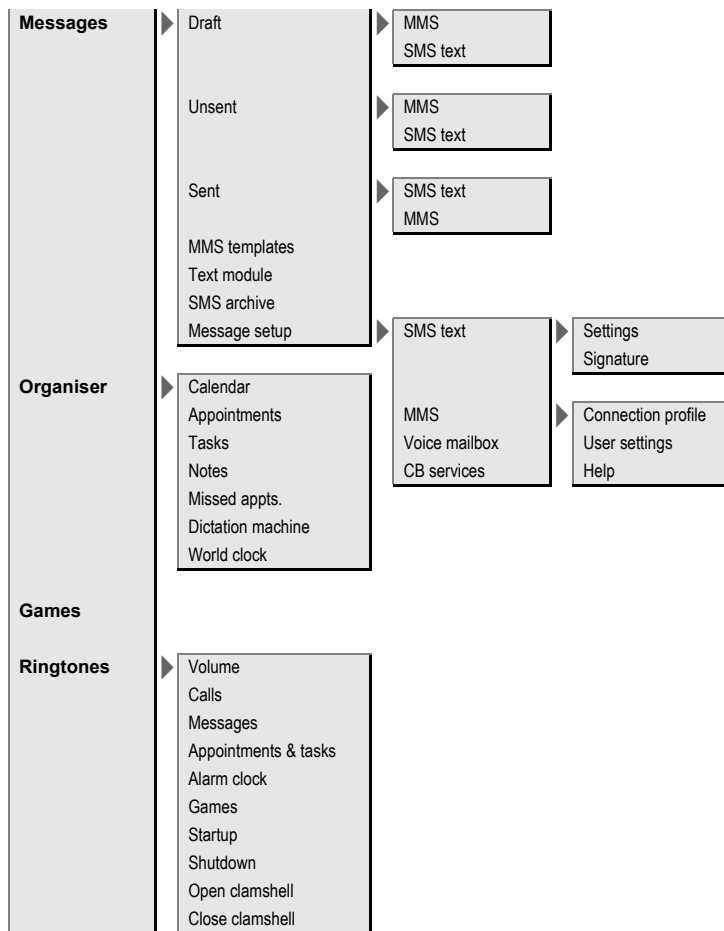 Messages
Draft
MMS
SMS text
Unsent
MMS
SMS text
Sent
SMS text
MMS
MMS templates
Text module
SMS archive
Message setup
SMS text
Settings
Signature
MMS
Connection profile
User settings
Help
Voice mailbox
CB services
Organiser
Calendar
Appointments
Tasks
Notes
Missed appts.
Dictation machine
World clock
Games
Ringtones
Volume
Calls
Messages
Appointments & tasks
Alarm clock
Games
Startup
Shutdown
Open clamshell
Close clamshell